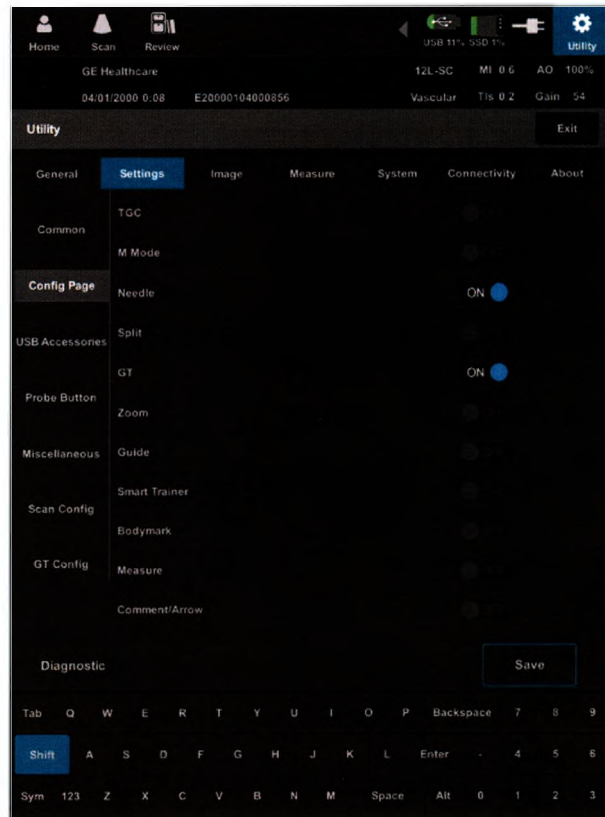 Home Scan Review USB 11% SSD 1% Utility
GE Healthcare 12L-SC MI 0.6 AO 100%
04/01/2000 0:08 E20000104000856 Vascular TIs 0.2 Gain 54
Utility Exit
General Settings Image Measure System Connectivity About
TGC
Common
M Mode
Config Page
Needle ON
Split
USB Accessories
GT ON
Probe Button
Zoom
Miscellaneous Guide
Smart Trainer
Scan Config
Bodymark
GT Config
Measure
Comment/Arrow
Diagnostic Save
Tab Q W E R T Y U I O P Backspace 7 8 9
Shift A S D F G H J K L Enter - 4 5 6
Sym 123 Z X C V B N M Space Alt 0 1 2 3